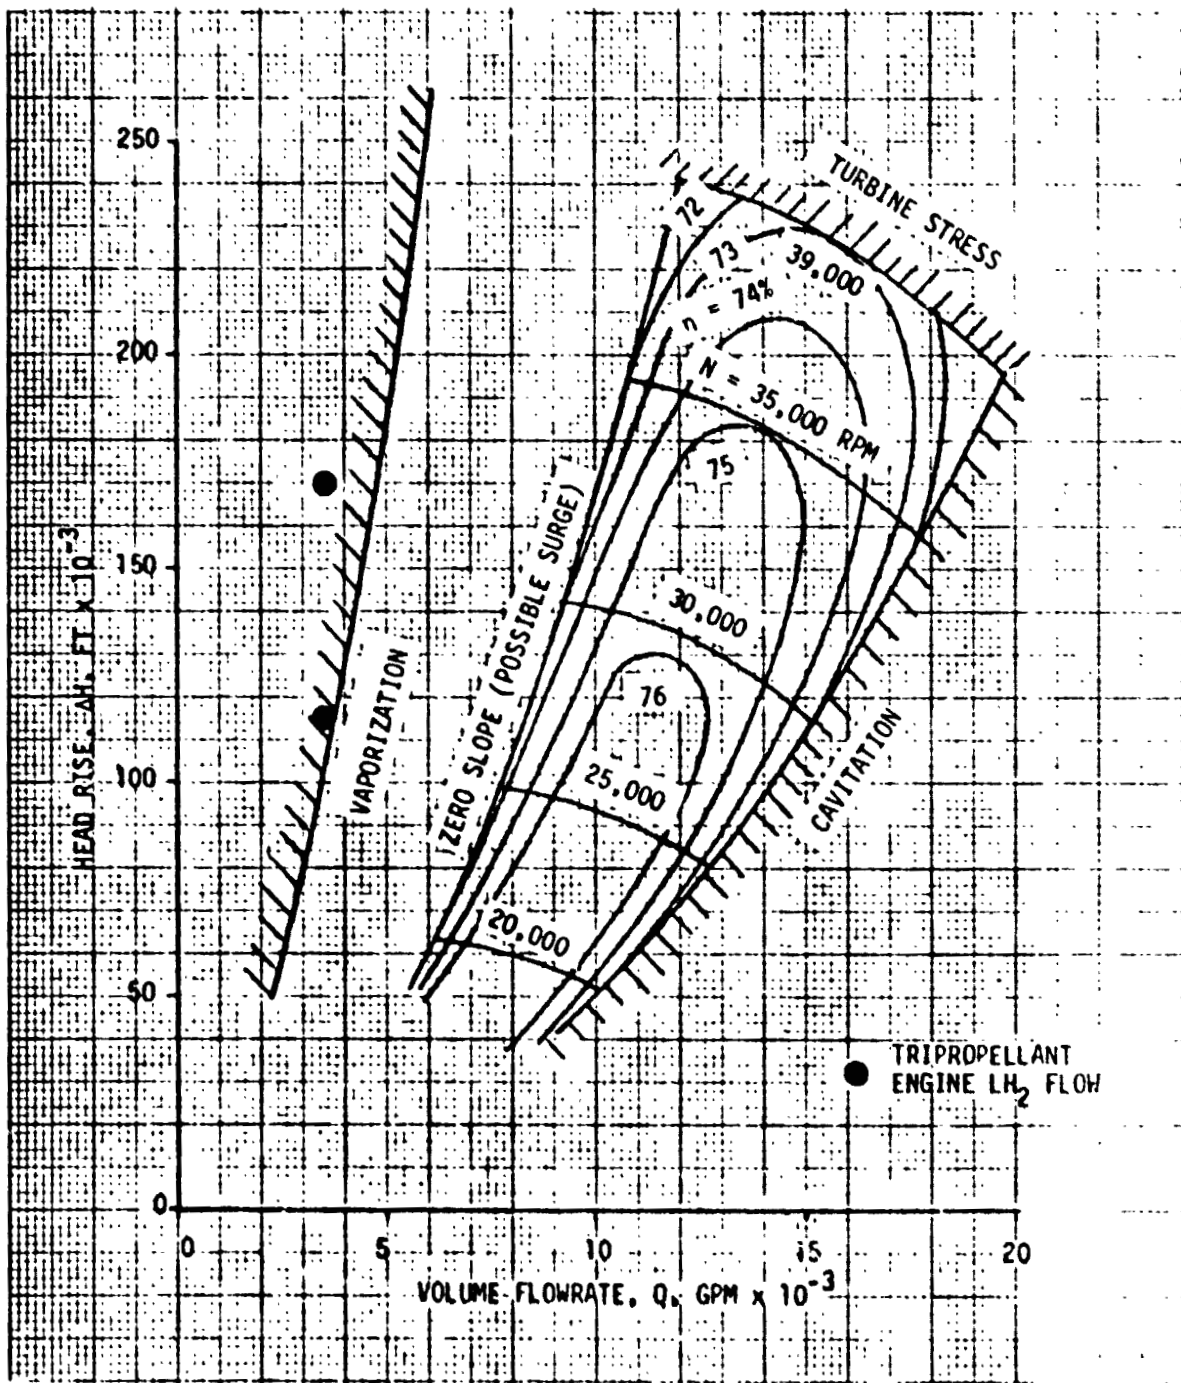 250
200
150
100
50
0
0
5
10
15
20
HEAD RISE, ΔH, FT x 10⁻³
VOLUME FLOWRATE, Q, GPM x 10⁻³
VAPORIZATION
ZERO SLOPE (POSSIBLE SURGE)
TURBINE STRESS
CAVITATION
72
73
η = 74%
39,000
N = 35,000 RPM
75
30,000
76
25,000
20,000
TRIPROPELLANT
ENGINE LH₂ FLOW